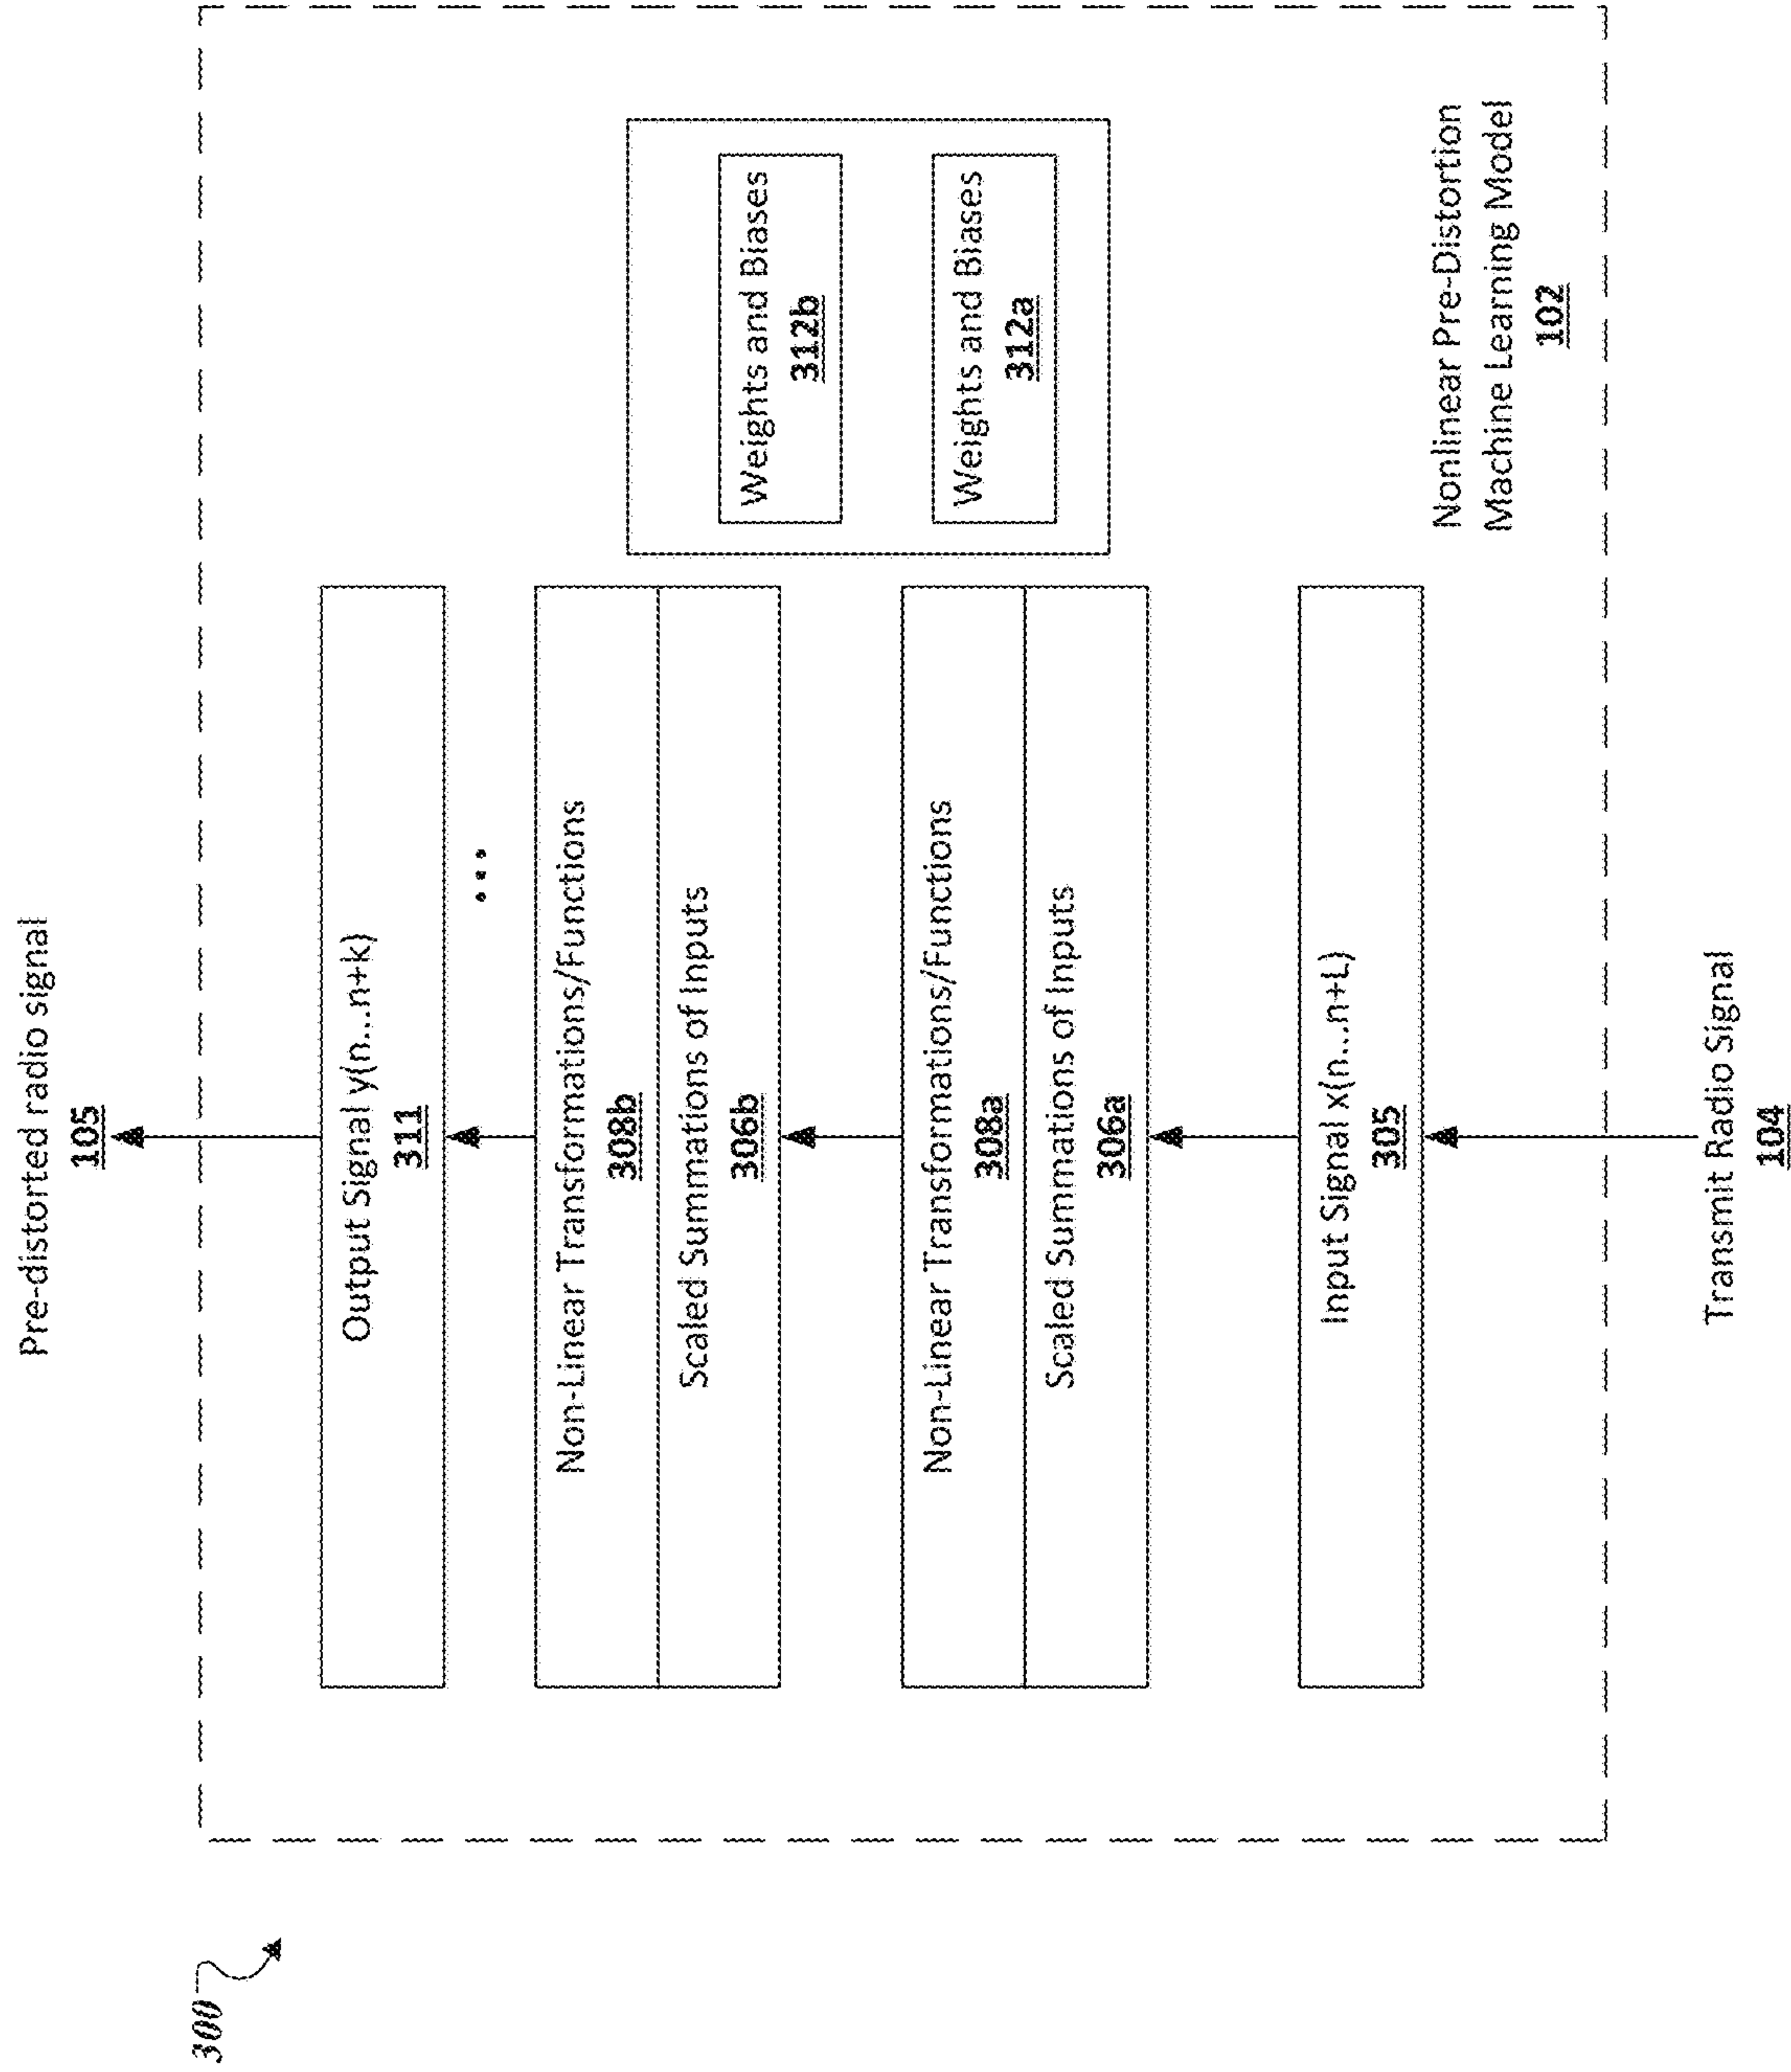 300
Pre-distorted radio signal
105
Output Signal y(n...n+k)
311
...
Non-Linear Transformations/Functions
308b
Scaled Summations of Inputs
306b
Non-Linear Transformations/Functions
308a
Scaled Summations of Inputs
306a
Input Signal x(n...n+L)
305
Weights and Biases
312b
Weights and Biases
312a
Nonlinear Pre-Distortion
Machine Learning Model
102
Transmit Radio Signal
104